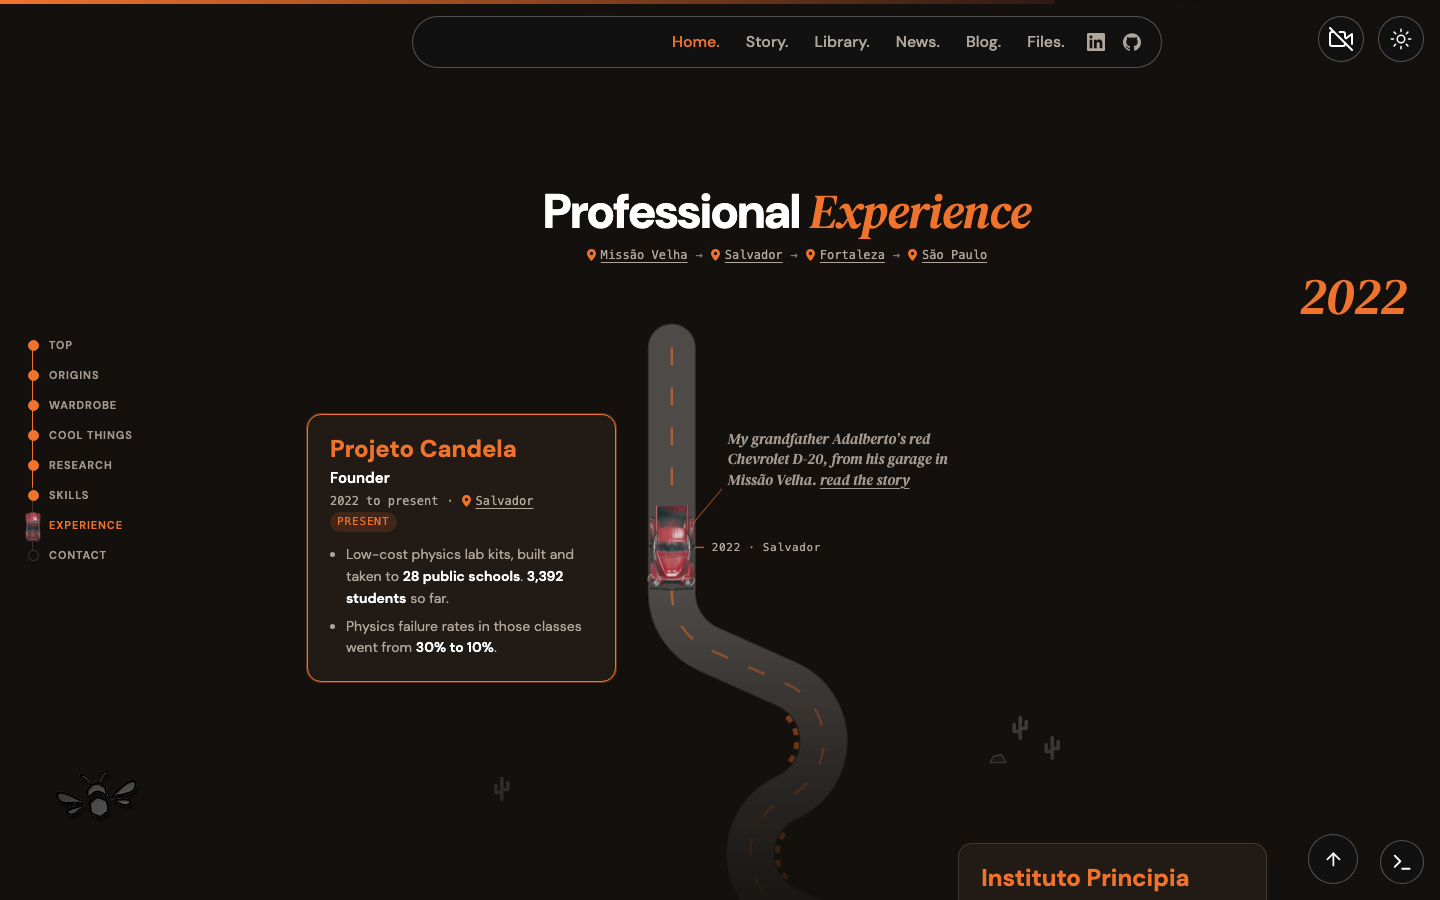 Home. Story. Library. News. Blog. Files.
Professional Experience
Missão Velha → Salvador → Fortaleza → São Paulo
2022
TOP
ORIGINS
WARDROBE
COOL THINGS
RESEARCH
SKILLS
EXPERIENCE
CONTACT
Projeto Candela
Founder
2022 to present · Salvador
PRESENT
Low-cost physics lab kits, built and
taken to 28 public schools. 3,392
students so far.
Physics failure rates in those classes
went from 30% to 10%.
My grandfather Adalberto's red
Chevrolet D-20, from his garage in
Missão Velha. read the story
2022 · Salvador
Instituto Principia